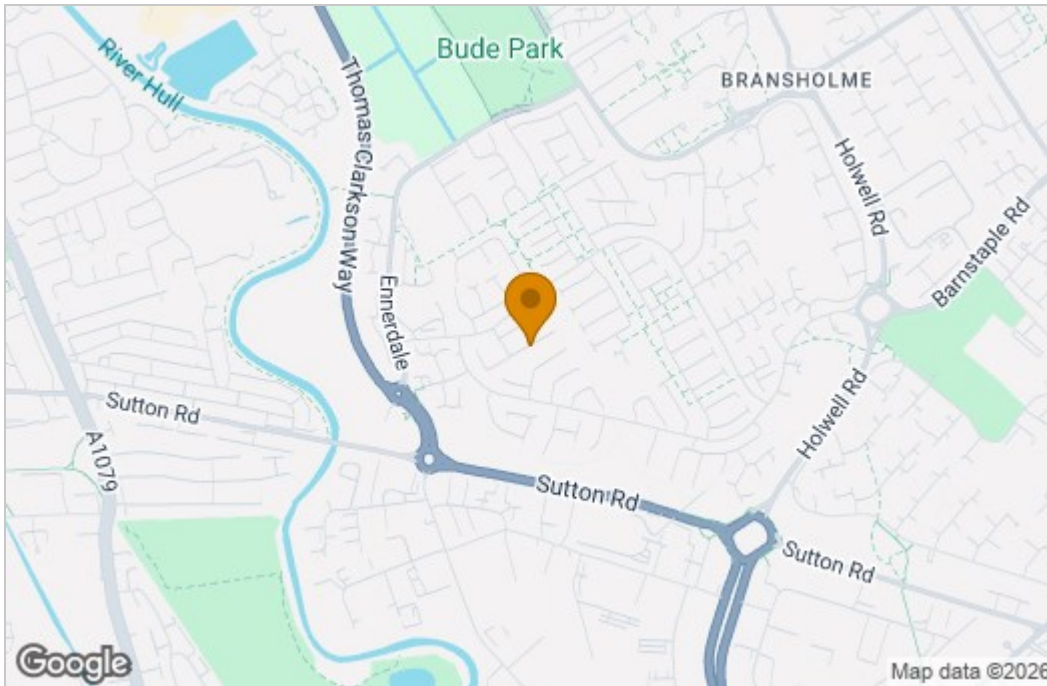 Bude Park
BRANSHOLME
River Hull
Thomas Clarkson Way
Holwell Rd
Barnstaple Rd
Ennerdale
Sutton Rd
A1079
Holwell Rd
Sutton Rd
Sutton Rd
Google
Map data ©2026